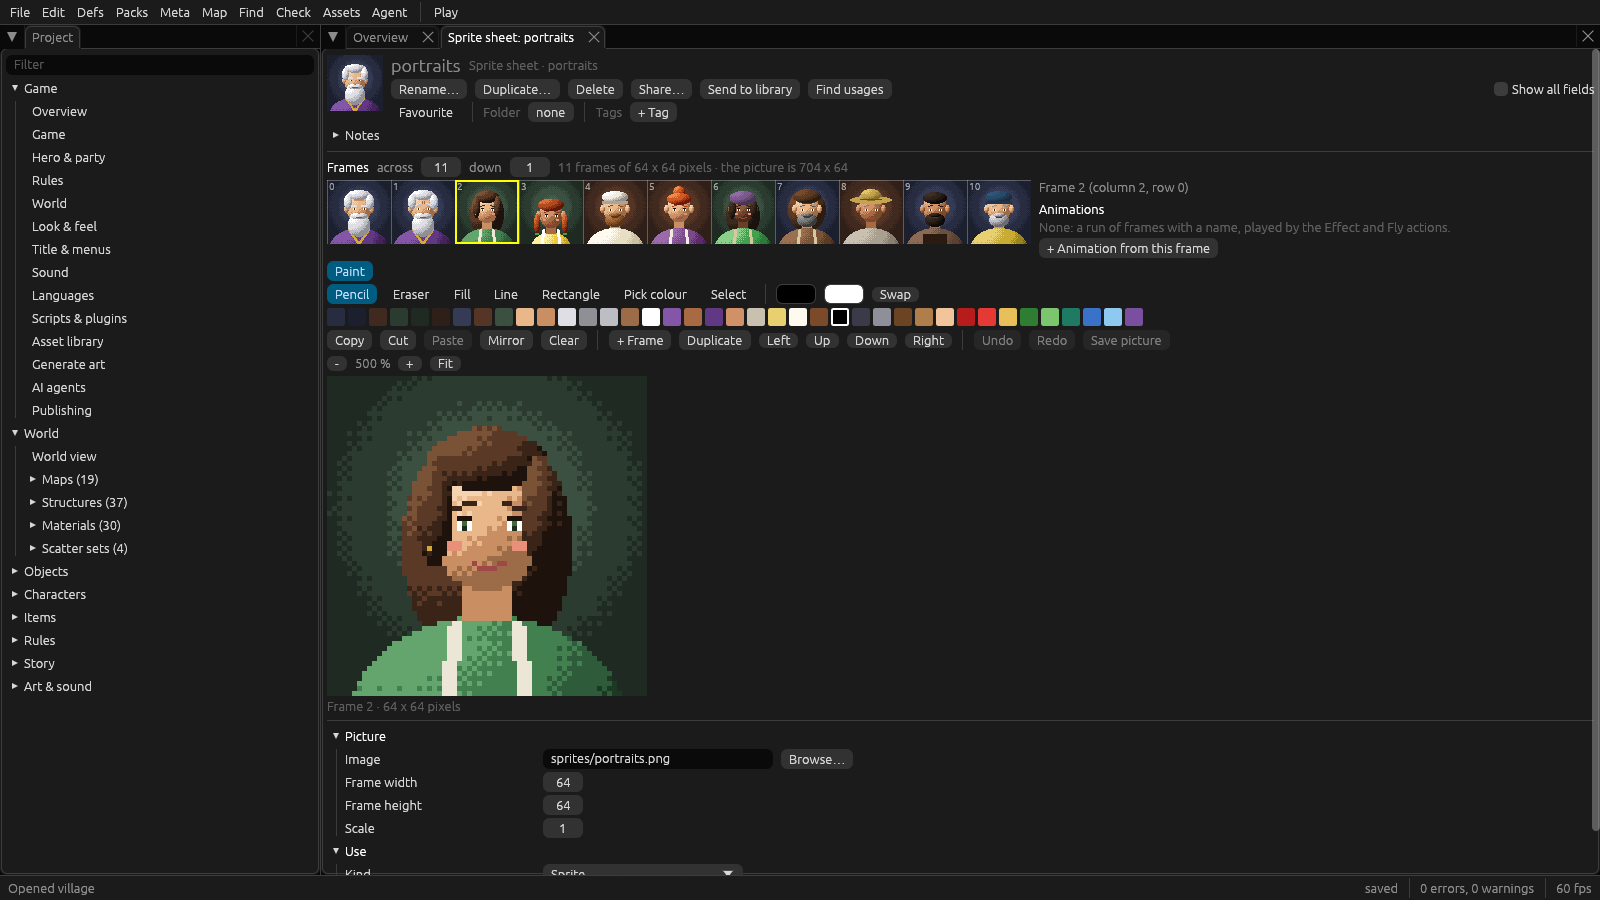 File Edit Defs Packs Meta Map Find Check Assets Agent Play
Project
Overview
Sprite sheet: portraits
Filter
Game
Overview
Game
Hero & party
Rules
World
Look & feel
Title & menus
Sound
Languages
Scripts & plugins
Asset library
Generate art
AI agents
Publishing
World
World view
Maps (19)
Structures (37)
Materials (30)
Scatter sets (4)
Objects
Characters
Items
Rules
Story
Art & sound
portraits Sprite sheet · portraits
Rename... Duplicate... Delete Share... Send to library Find usages
Show all fields
Favourite Folder none Tags + Tag
Notes
Frames across 11 down 1 11 frames of 64 x 64 pixels · the picture is 704 x 64
0 1 2 3 4 5 6 7 8 9 10
Frame 2 (column 2, row 0)
Animations
None: a run of frames with a name, played by the Effect and Fly actions.
+ Animation from this frame
Paint
Pencil Eraser Fill Line Rectangle Pick colour Select Swap
Copy Cut Paste Mirror Clear + Frame Duplicate Left Up Down Right Undo Redo Save picture
- 500 % + Fit
Frame 2 · 64 x 64 pixels
Picture
Image sprites/portraits.png Browse...
Frame width 64
Frame height 64
Scale 1
Use
Kind Sprite
Opened village
saved 0 errors, 0 warnings 60 fps